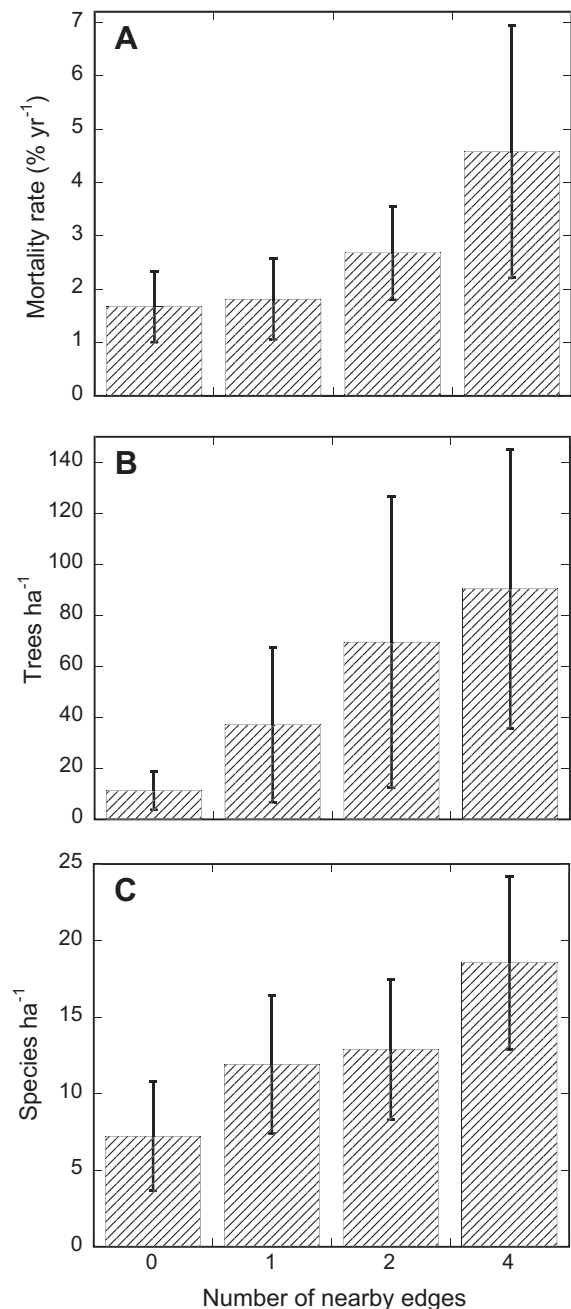 A
Mortality rate (% yr⁻¹)
7
6
5
4
3
2
1
0
B
Trees ha⁻¹
140
120
100
80
60
40
20
0
C
Species ha⁻¹
25
20
15
10
5
0
0 1 2 4
Number of nearby edges